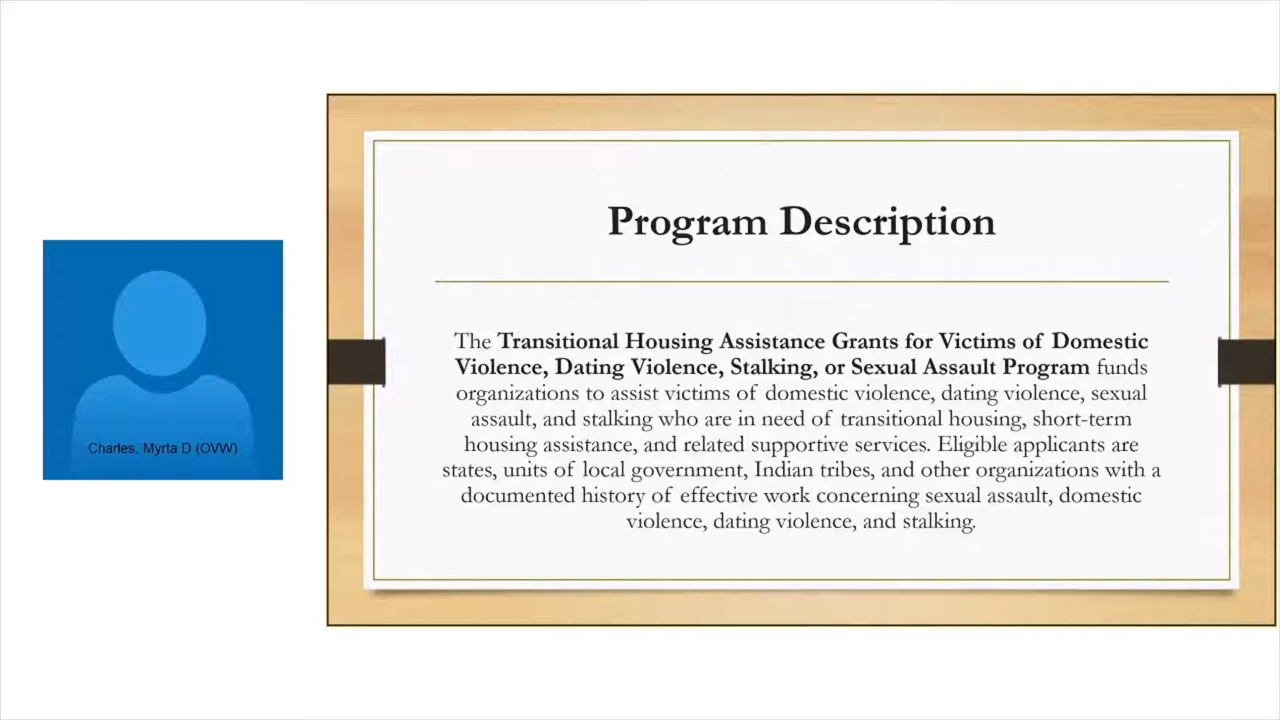 Program Description
The Transitional Housing Assistance Grants for Victims of Domestic
Violence, Dating Violence, Stalking, or Sexual Assault Program funds
organizations to assist victims of domestic violence, dating violence, sexual
assault, and stalking who are in need of transitional housing, short-term
housing assistance, and related supportive services. Eligible applicants are
states, units of local government, Indian tribes, and other organizations with a
documented history of effective work concerning sexual assault, domestic
violence, dating violence, and stalking.
Charles, Myrta D (OVW)